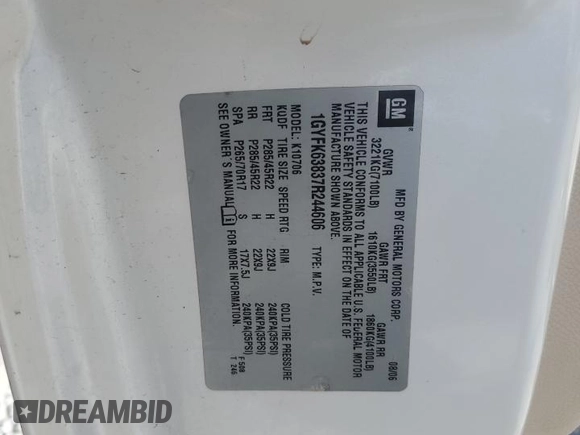 GM
®
MFD BY GENERAL MOTORS CORP. 08/06
GVWR GAWR FRT GAWR RR
3221KG(7100LB) 1610KG(3550LB) 1860KG(4100LB)
THIS VEHICLE CONFORMS TO ALL APPLICABLE U.S. FEDERAL MOTOR
VEHICLE SAFETY STANDARDS IN EFFECT ON THE DATE OF
MANUFACTURE SHOWN ABOVE.
1GYFK63837R244606 TYPE: M.P.V.
MODEL: K10706
KUDF TIRE SIZE SPEED RTG RIM COLD TIRE PRESSURE
FRT P285/45R22 H 22X9J 240KPA(35PSI)
RR P285/45R22 H 22X9J 240KPA(35PSI)
SPA P265/70R17 S 17X7.5J 240KPA(35PSI)
SEE OWNER'S MANUAL FOR MORE INFORMATION.
F 508
T 245
DREAMBID